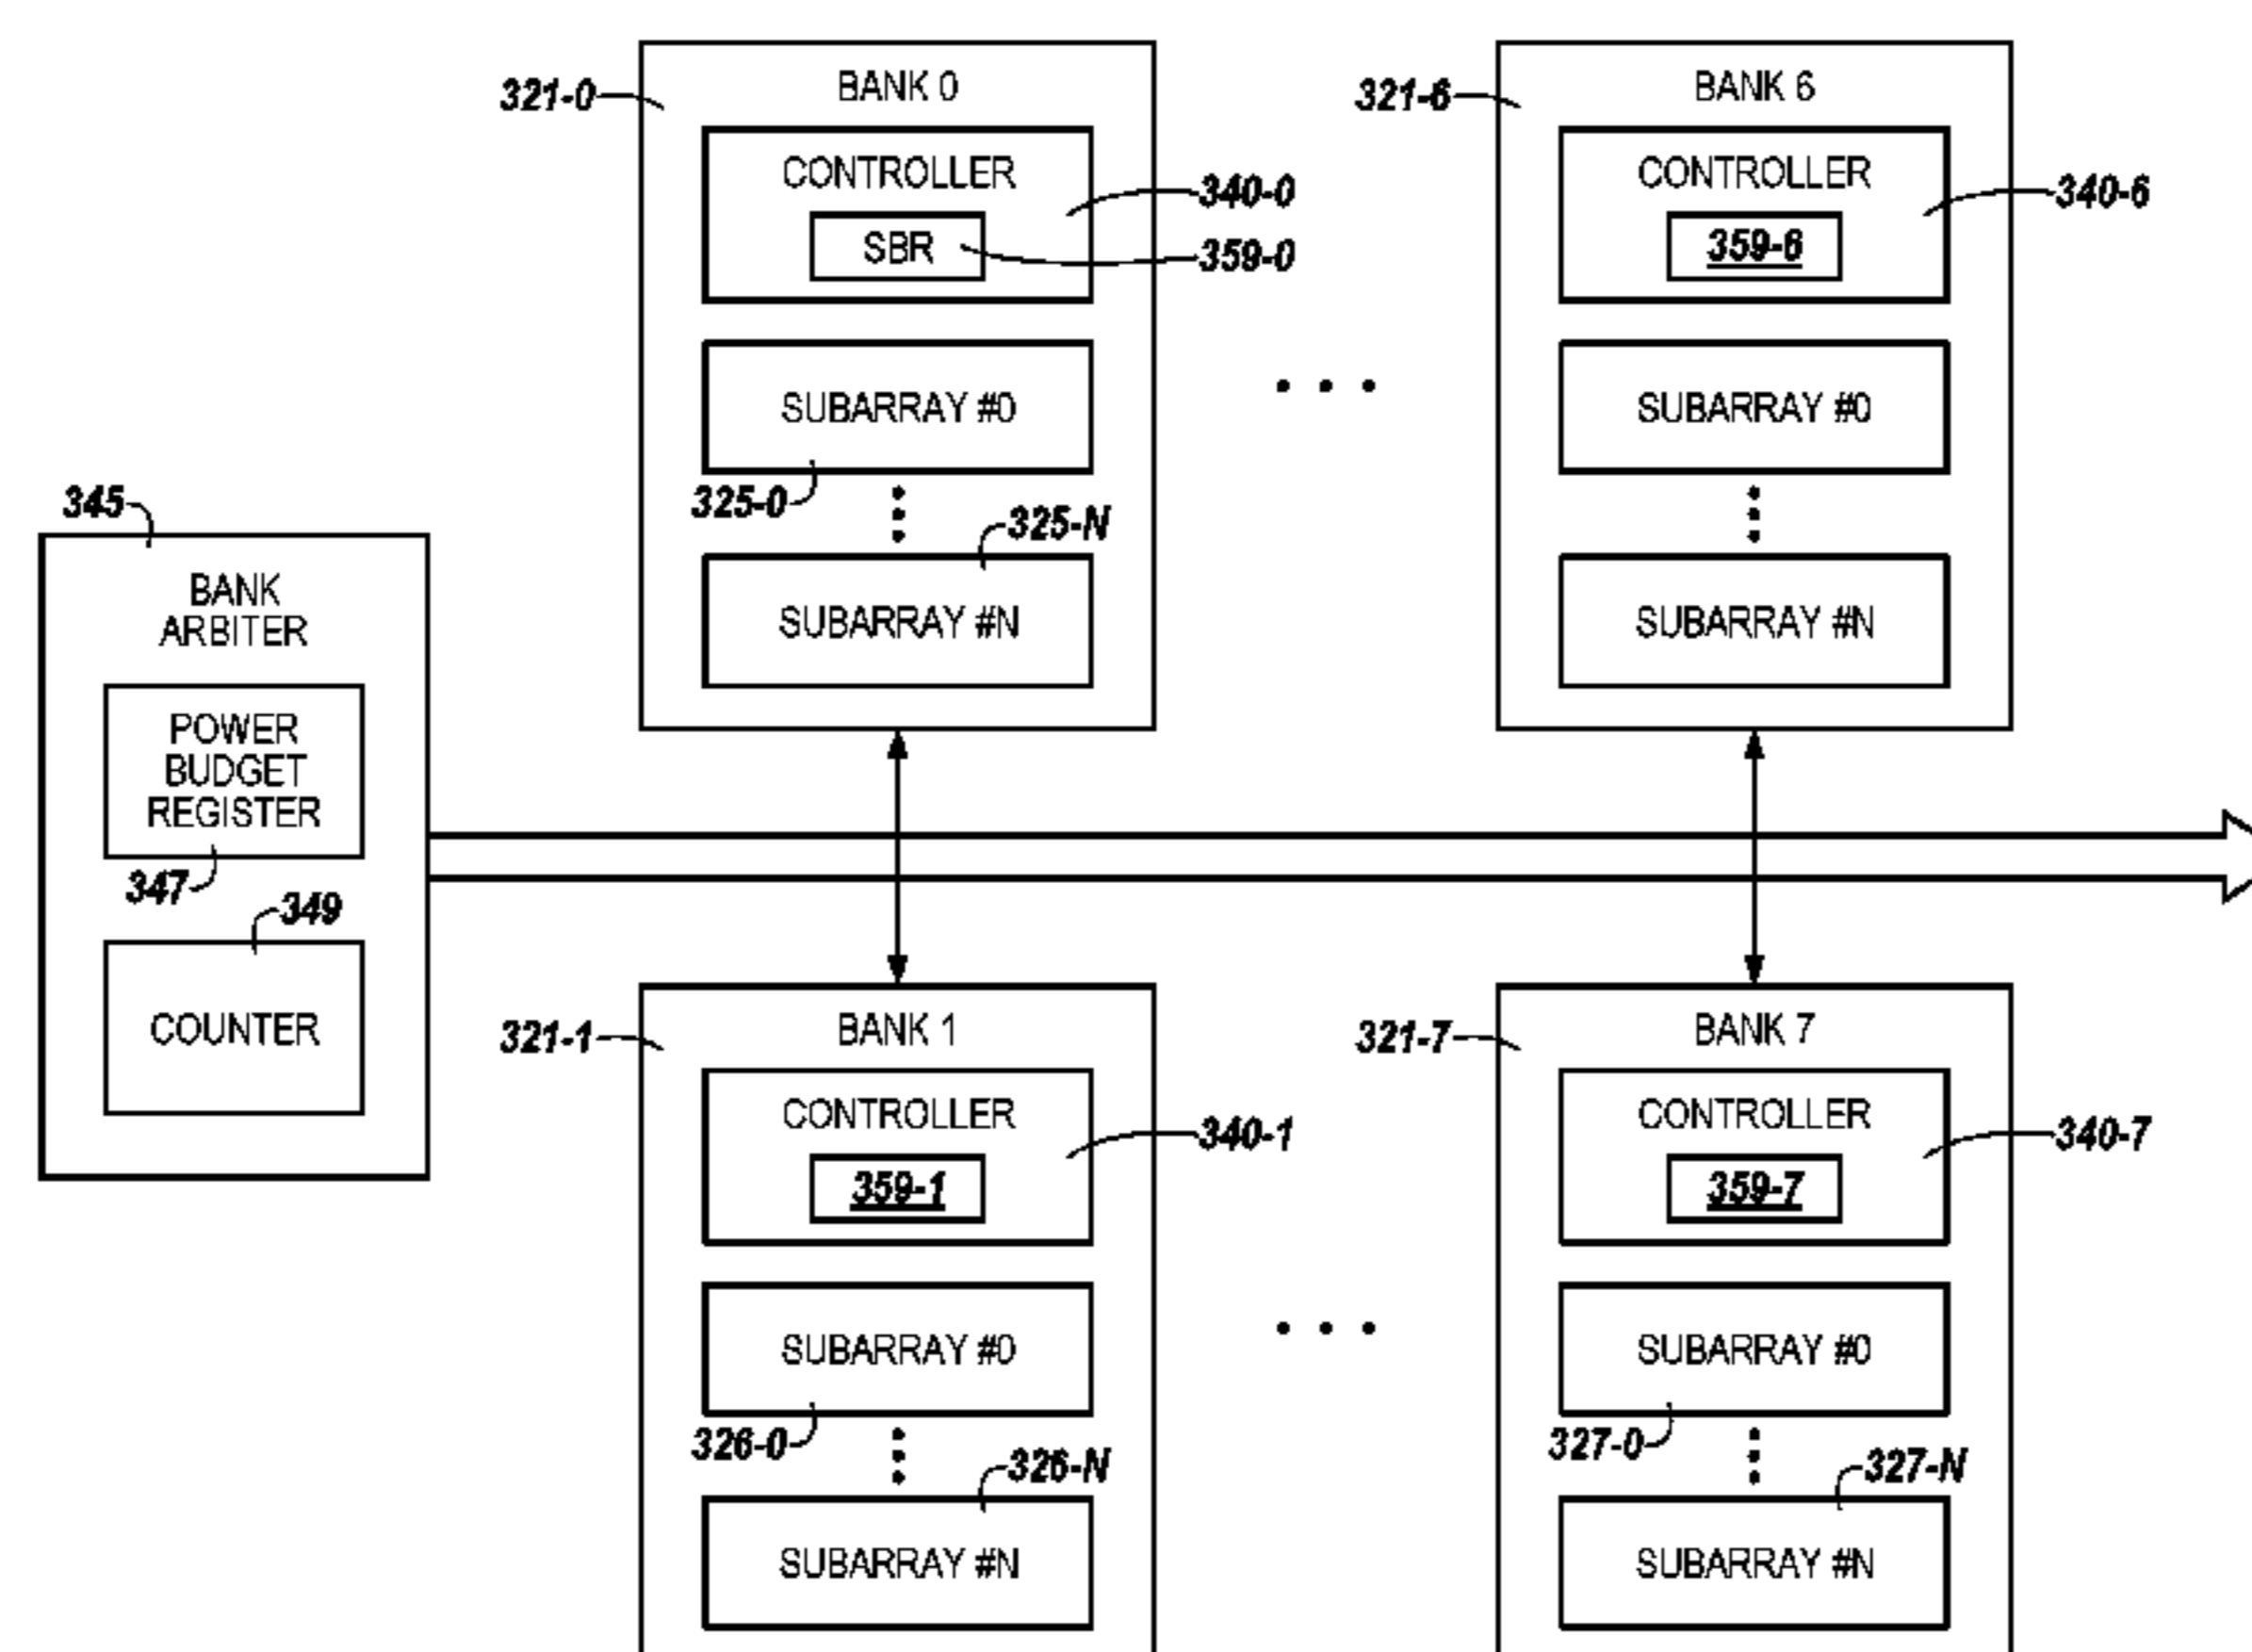 321-0
BANK 0
CONTROLLER
340-0
SBR
359-0
SUBARRAY #0
325-0
325-N
SUBARRAY #N
321-6
BANK 6
CONTROLLER
340-6
359-6
SUBARRAY #0
SUBARRAY #N
345
BANK
ARBITER
POWER
BUDGET
REGISTER
347
349
COUNTER
321-1
BANK 1
CONTROLLER
340-1
359-1
SUBARRAY #0
326-0
326-N
SUBARRAY #N
321-7
BANK 7
CONTROLLER
340-7
359-7
SUBARRAY #0
327-0
327-N
SUBARRAY #N